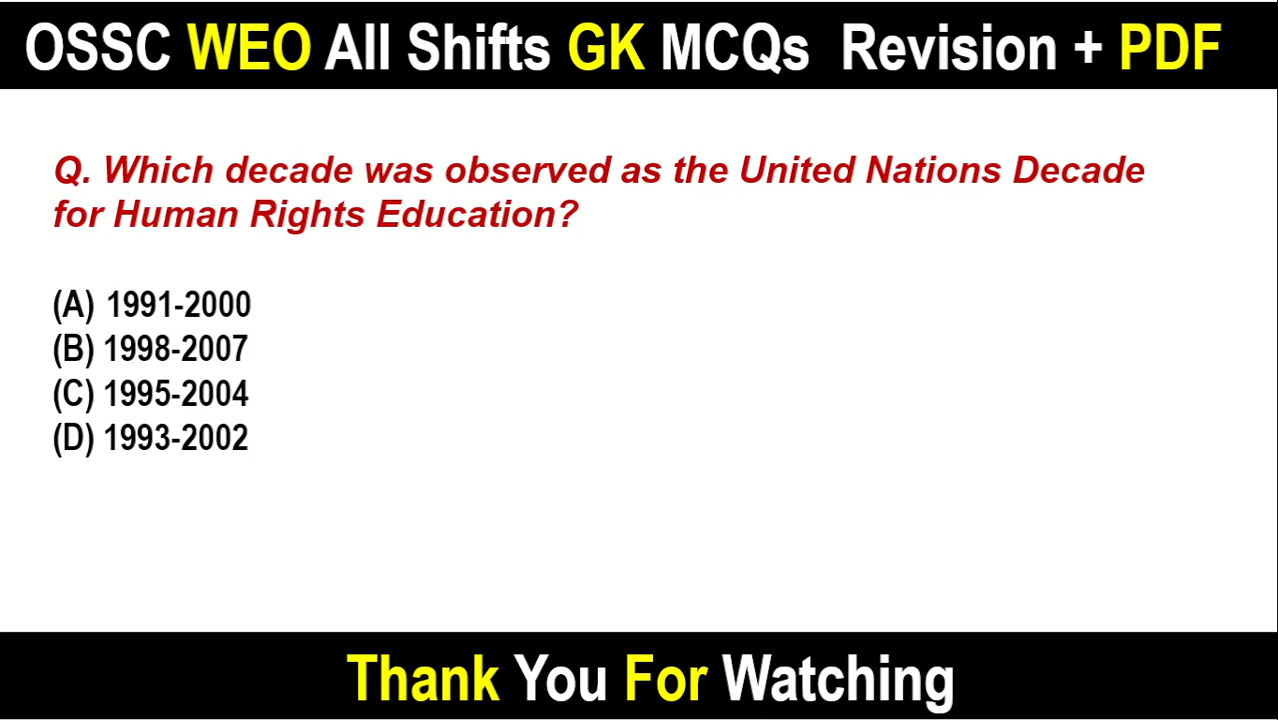 OSSC WEO All Shifts GK MCQs Revision + PDF
Q. Which decade was observed as the United Nations Decade
for Human Rights Education?
(A) 1991-2000
(B) 1998-2007
(C) 1995-2004
(D) 1993-2002
Thank You For Watching